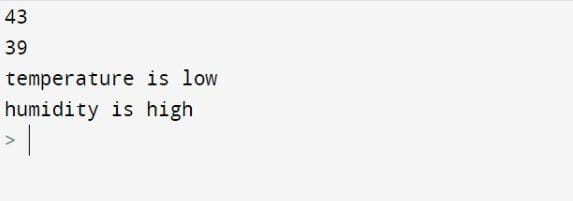 43
39
temperature is low
humidity is high
>